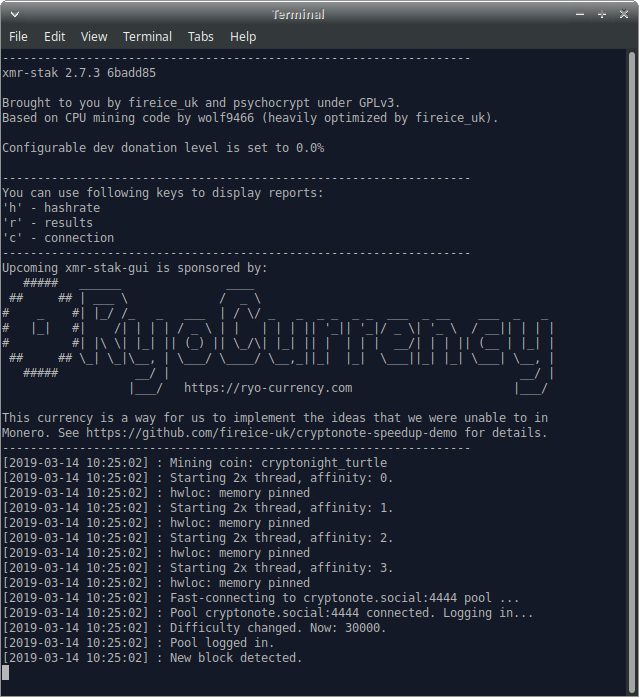 Terminal
File Edit View Terminal Tabs Help
-------------------------------------------------------------------
xmr-stak 2.7.3 6badd85
Brought to you by fireice_uk and psychocrypt under GPLv3.
Based on CPU mining code by wolf9466 (heavily optimized by fireice_uk).
Configurable dev donation level is set to 0.0%
-------------------------------------------------------------------
You can use following keys to display reports:
'h' - hashrate
'r' - results
'c' - connection
-------------------------------------------------------------------
Upcoming xmr-stak-gui is sponsored by:
Ryo currency
https://ryo-currency.com
This currency is a way for us to implement the ideas that we were unable to in
Monero. See https://github.com/fireice-uk/cryptonote-speedup-demo for details.
-------------------------------------------------------------------
[2019-03-14 10:25:02] : Mining coin: cryptonight_turtle
[2019-03-14 10:25:02] : Starting 2x thread, affinity: 0.
[2019-03-14 10:25:02] : hwloc: memory pinned
[2019-03-14 10:25:02] : Starting 2x thread, affinity: 1.
[2019-03-14 10:25:02] : hwloc: memory pinned
[2019-03-14 10:25:02] : Starting 2x thread, affinity: 2.
[2019-03-14 10:25:02] : hwloc: memory pinned
[2019-03-14 10:25:02] : Starting 2x thread, affinity: 3.
[2019-03-14 10:25:02] : hwloc: memory pinned
[2019-03-14 10:25:02] : Fast-connecting to cryptonote.social:4444 pool ...
[2019-03-14 10:25:02] : Pool cryptonote.social:4444 connected. Logging in...
[2019-03-14 10:25:02] : Difficulty changed. Now: 30000.
[2019-03-14 10:25:02] : Pool logged in.
[2019-03-14 10:25:02] : New block detected.